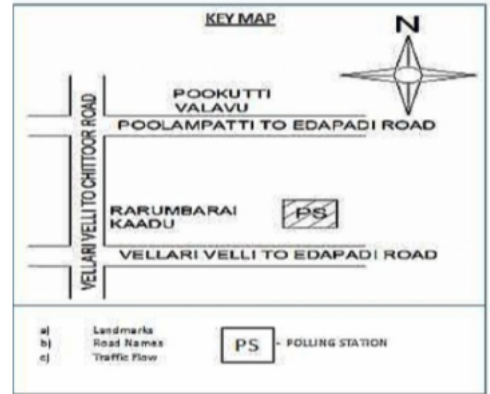 KEY MAP
N
POOKUTTI
VALAVU
POOLAMPATTI TO EDAPADI ROAD
VELLARI VELLI TO CHITTOOR ROAD
RARUMBARAI
KAADU
PS
VELLARI VELLI TO EDAPADI ROAD
a) Landmarks
b) Road Names
c) Traffic Flow
PS - POLLING STATION